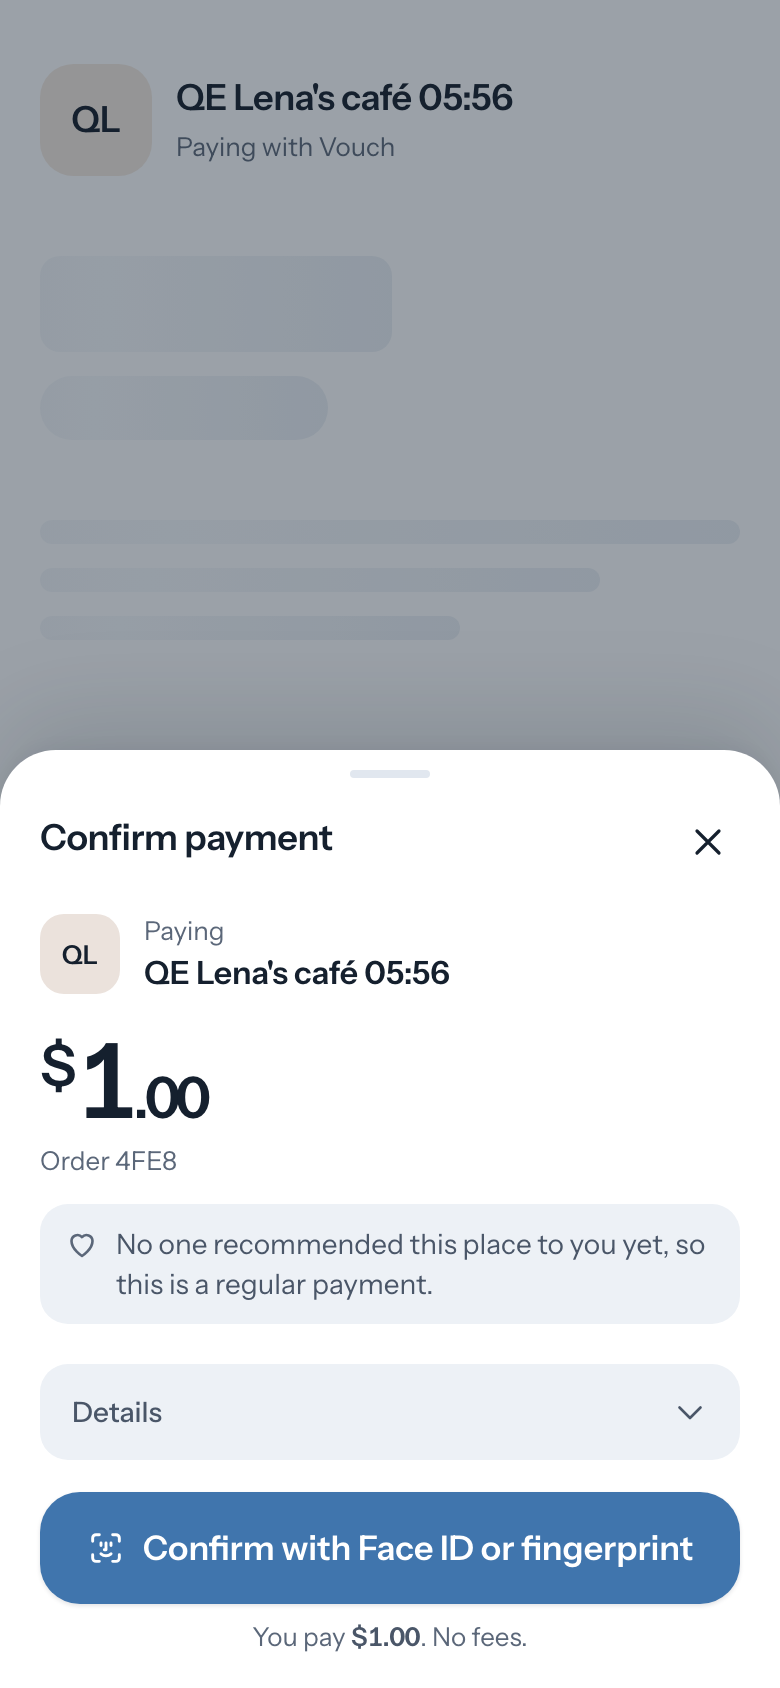 QL
QE Lena's café 05:56
Paying with Vouch
Confirm payment
QL
Paying
QE Lena's café 05:56
$1.00
Order 4FE8
No one recommended this place to you yet, so
this is a regular payment.
Details
Confirm with Face ID or fingerprint
You pay $1.00. No fees.